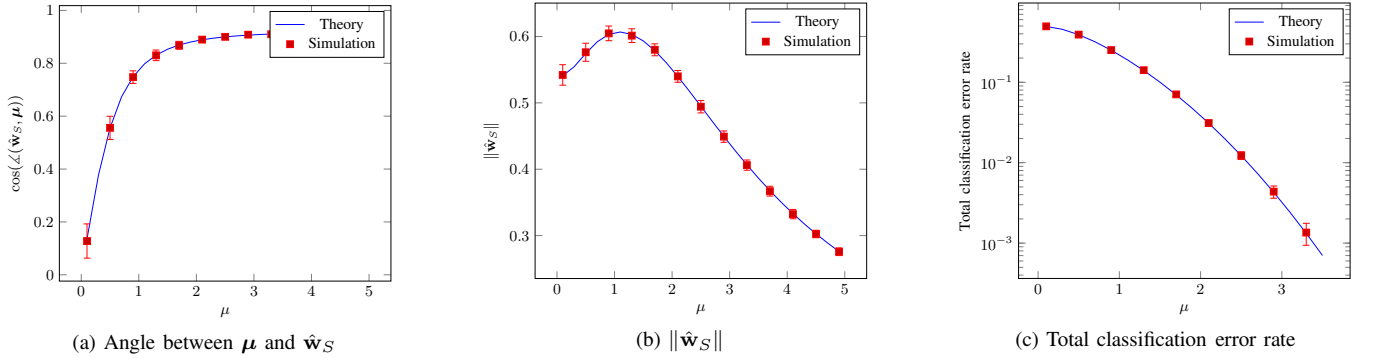 1
0.8
0.6
0.4
0.2
0
cos(∡(ŵ_S, μ))
0 1 2 3 4 5
μ
Theory
Simulation
(a) Angle between μ and ŵ_S
0.6
0.5
0.4
0.3
‖ŵ_S‖
0 1 2 3 4 5
μ
Theory
Simulation
(b) ‖ŵ_S‖
10⁻¹
10⁻²
10⁻³
Total classification error rate
0 1 2 3
μ
Theory
Simulation
(c) Total classification error rate